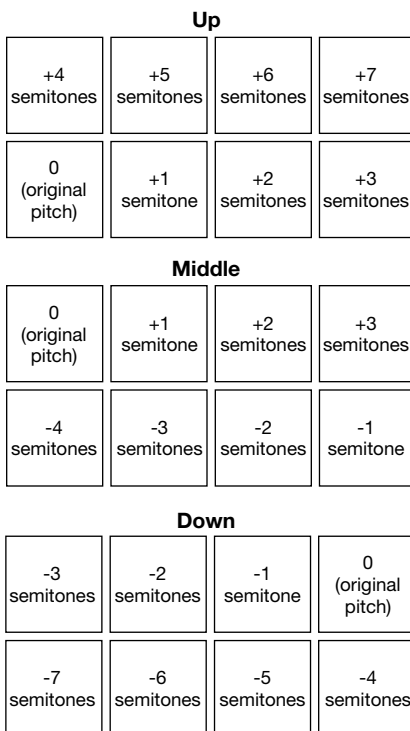 Up
+4
semitones
+5
semitones
+6
semitones
+7
semitones
0
(original
pitch)
+1
semitone
+2
semitones
+3
semitones
Middle
0
(original
pitch)
+1
semitone
+2
semitones
+3
semitones
-4
semitones
-3
semitones
-2
semitones
-1
semitone
Down
-3
semitones
-2
semitones
-1
semitone
0
(original
pitch)
-7
semitones
-6
semitones
-5
semitones
-4
semitones